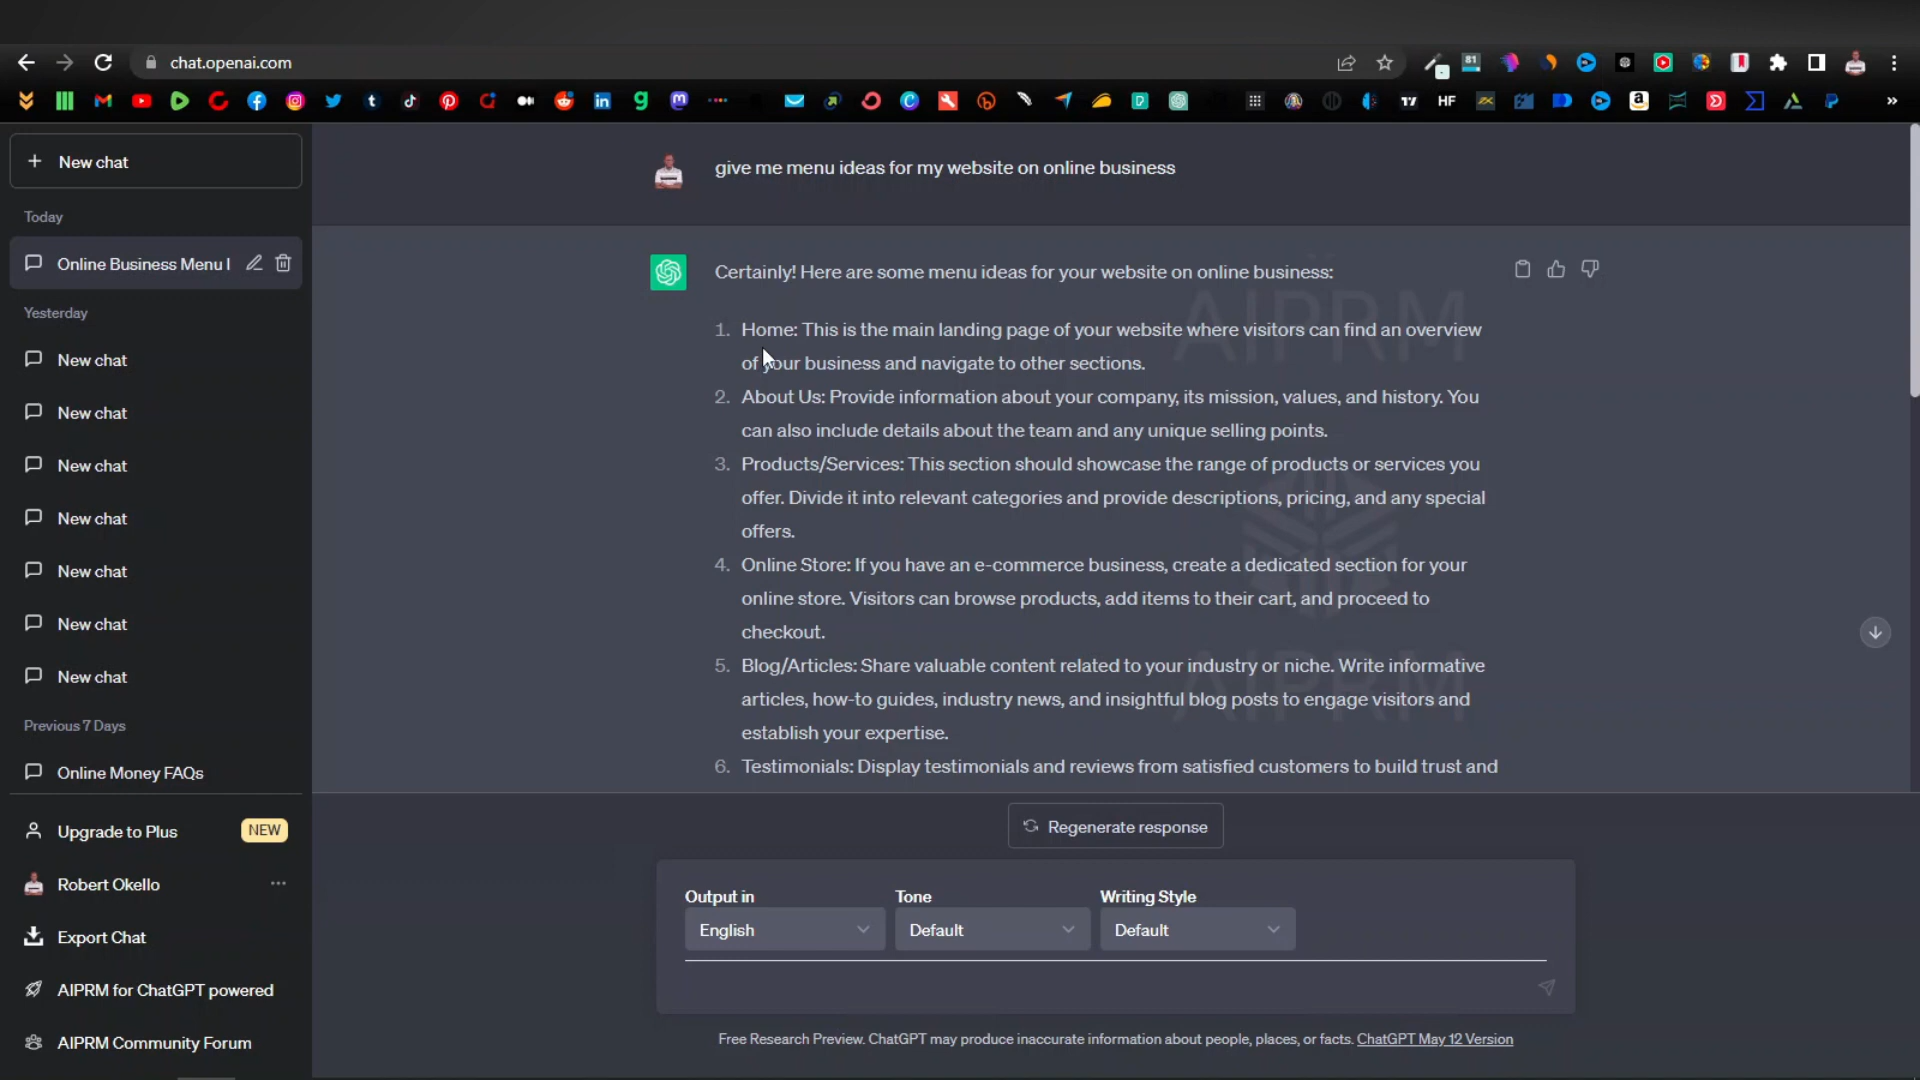 chat.openai.com
81
HF
New chat
Today
Online Business Menu I
Yesterday
New chat
New chat
New chat
New chat
New chat
New chat
New chat
Previous 7 Days
Online Money FAQs
Upgrade to Plus
NEW
Robert Okello
Export Chat
AIPRM for ChatGPT powered
AIPRM Community Forum
give me menu ideas for my website on online business
Certainly! Here are some menu ideas for your website on online business:
1. Home: This is the main landing page of your website where visitors can find an overview
of your business and navigate to other sections.
2. About Us: Provide information about your company, its mission, values, and history. You
can also include details about the team and any unique selling points.
3. Products/Services: This section should showcase the range of products or services you
offer. Divide it into relevant categories and provide descriptions, pricing, and any special
offers.
4. Online Store: If you have an e-commerce business, create a dedicated section for your
online store. Visitors can browse products, add items to their cart, and proceed to
checkout.
5. Blog/Articles: Share valuable content related to your industry or niche. Write informative
articles, how-to guides, industry news, and insightful blog posts to engage visitors and
establish your expertise.
6. Testimonials: Display testimonials and reviews from satisfied customers to build trust and
AIPRM
AIPRM
Regenerate response
Output in
Tone
Writing Style
English
Default
Default
Free Research Preview. ChatGPT may produce inaccurate information about people, places, or facts. ChatGPT May 12 Version